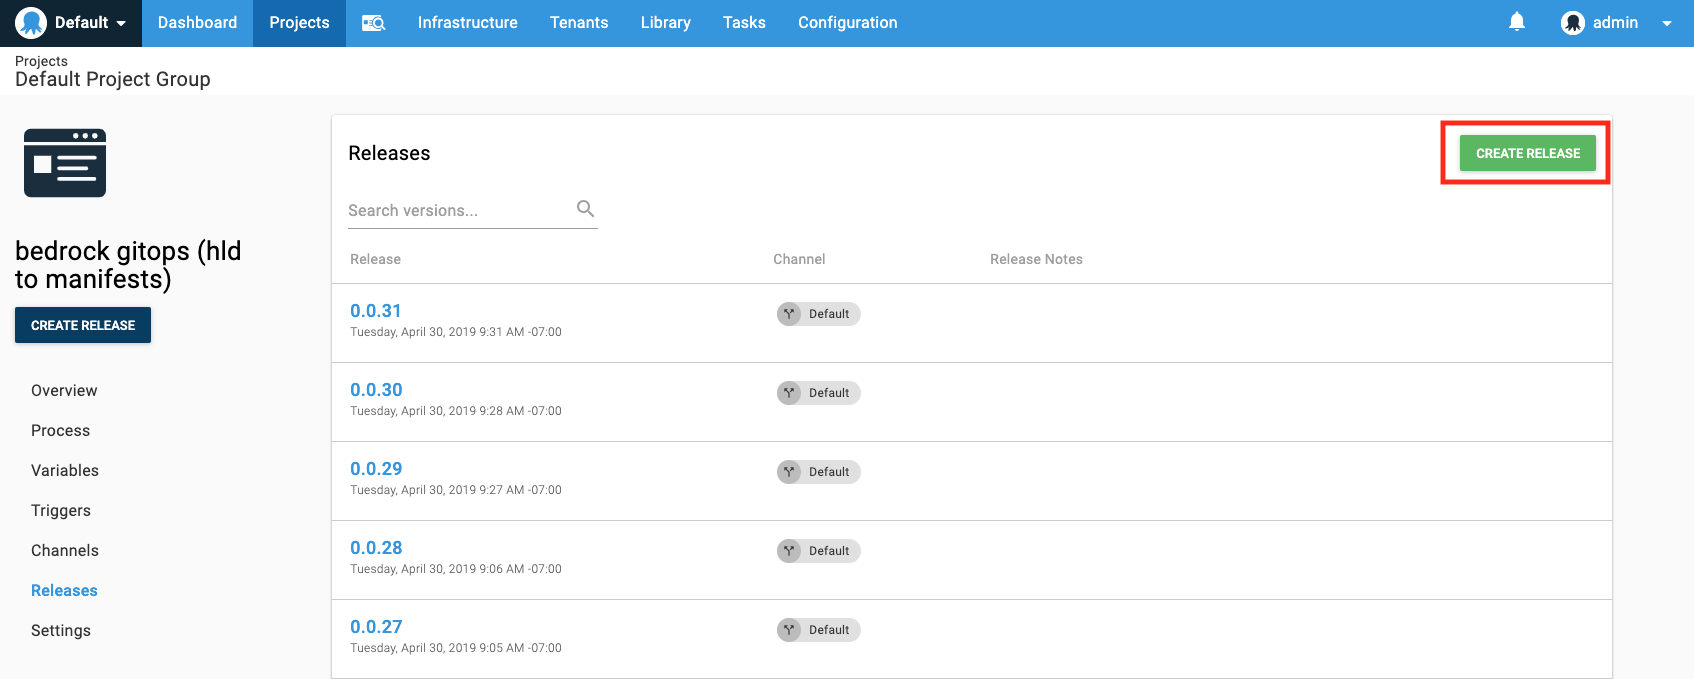 Default Dashboard Projects Infrastructure Tenants Library Tasks Configuration admin
Projects
Default Project Group
bedrock gitops (hld
to manifests)
CREATE RELEASE
Overview
Process
Variables
Triggers
Channels
Releases
Settings
Releases
CREATE RELEASE
Search versions...
Release Channel Release Notes
0.0.31 Default
Tuesday, April 30, 2019 9:31 AM -07:00
0.0.30 Default
Tuesday, April 30, 2019 9:28 AM -07:00
0.0.29 Default
Tuesday, April 30, 2019 9:27 AM -07:00
0.0.28 Default
Tuesday, April 30, 2019 9:06 AM -07:00
0.0.27 Default
Tuesday, April 30, 2019 9:05 AM -07:00